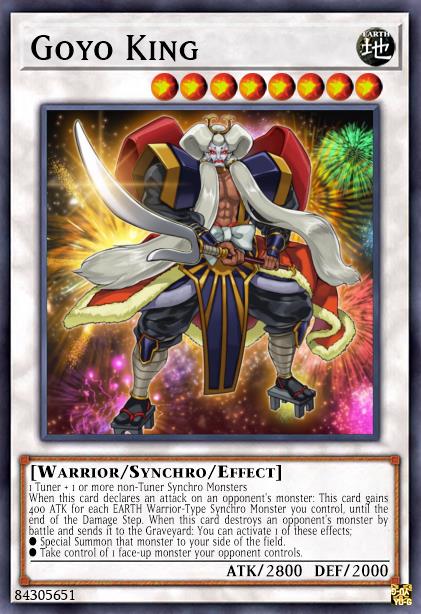 Goyo King
EARTH
地
[Warrior/Synchro/Effect]
1 Tuner + 1 or more non-Tuner Synchro Monsters
When this card declares an attack on an opponent's monster: This card gains
400 ATK for each EARTH Warrior-Type Synchro Monster you control, until the
end of the Damage Step. When this card destroys an opponent's monster by
battle and sends it to the Graveyard: You can activate 1 of these effects;
● Special Summon that monster to your side of the field.
● Take control of 1 face-up monster your opponent controls.
ATK/2800 DEF/2000
84305651